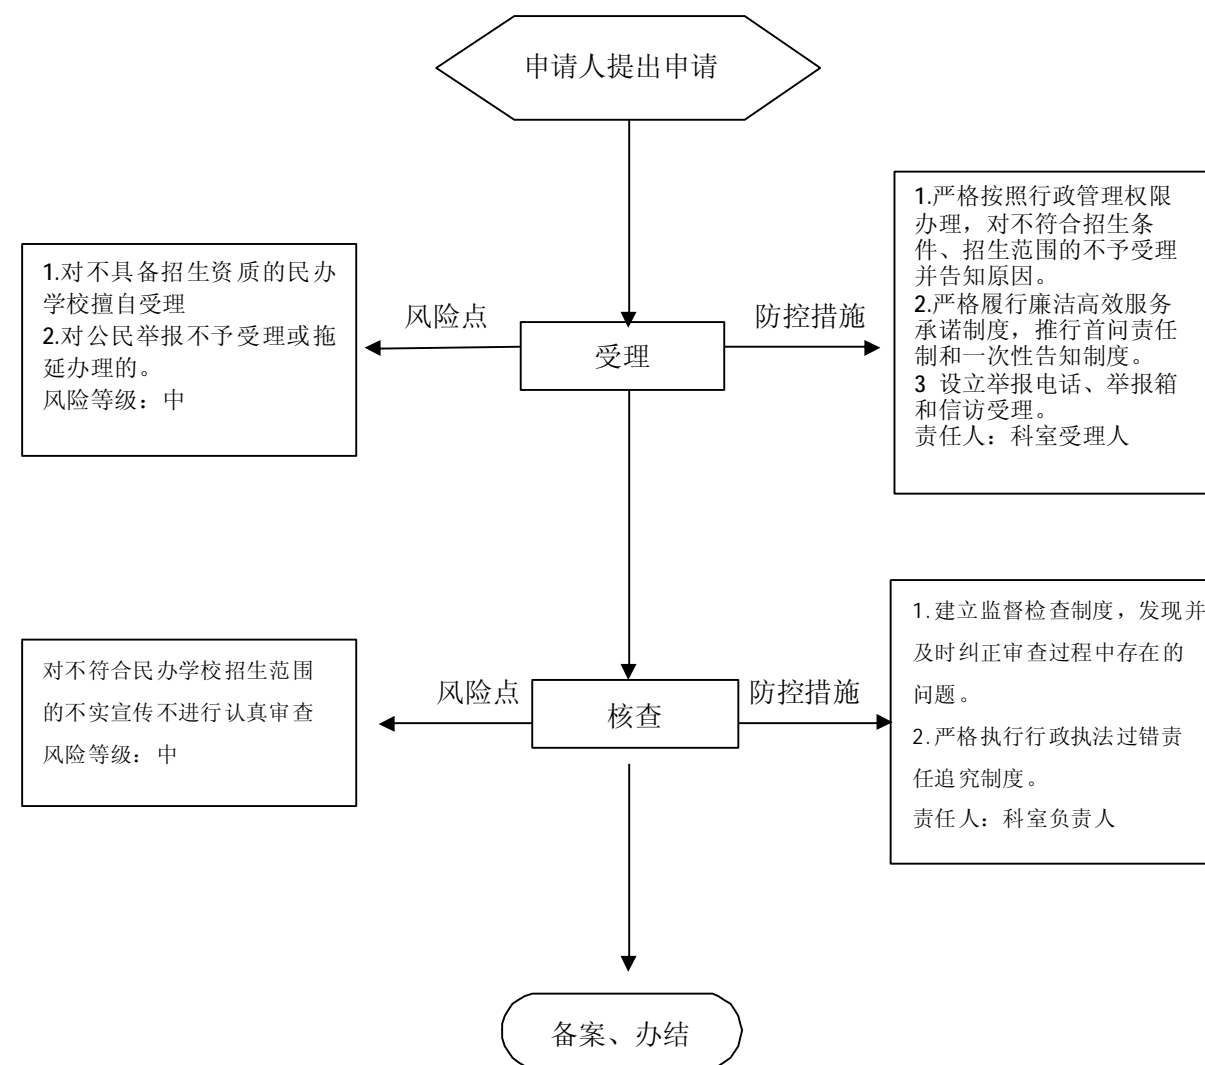 申请人提出申请
1.对不具备招生资质的民办
学校擅自受理
2.对公民举报不予受理或拖
延办理的。
风险等级：中
风险点
受理
防控措施
1.严格按照行政管理权限
办理，对不符合招生条
件、招生范围的不予受理
并告知原因。
2.严格履行廉洁高效服务
承诺制度，推行首问责任
制和一次性告知制度。
3 设立举报电话、举报箱
和信访受理。
责任人：科室受理人
对不符合民办学校招生范围
的不实宣传不进行认真审查
风险等级：中
风险点
核查
防控措施
1.建立监督检查制度，发现并
及时纠正审查过程中存在的
问题。
2.严格执行行政执法过错责
任追究制度。
责任人：科室负责人
备案、办结